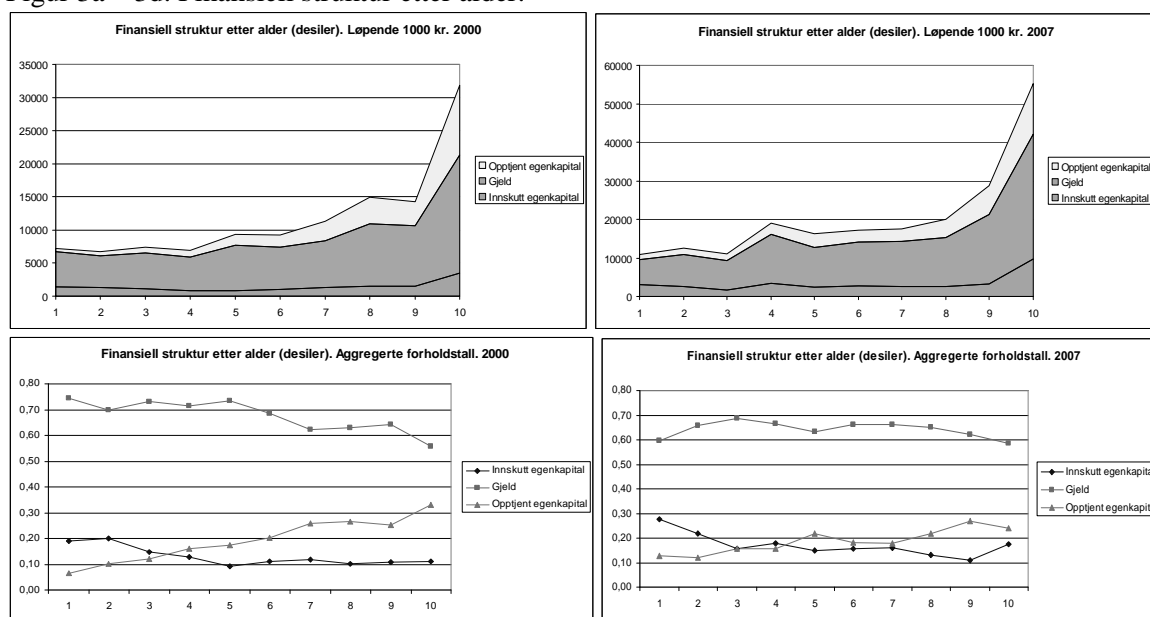 Figur 3a – 3d. Finansiell struktur etter alder.
Finansiell struktur etter alder (desiler). Løpende 1000 kr. 2000
35000
30000
25000
20000
15000
10000
5000
0
1 2 3 4 5 6 7 8 9 10
Opptjent egenkapital
Gjeld
Innskutt egenkapital
Finansiell struktur etter alder (desiler). Løpende 1000 kr. 2007
60000
50000
40000
30000
20000
10000
0
1 2 3 4 5 6 7 8 9 10
Opptjent egenkapital
Gjeld
Innskutt egenkapital
Finansiell struktur etter alder (desiler). Aggregerte forholdstall. 2000
0,80
0,70
0,60
0,50
0,40
0,30
0,20
0,10
0,00
1 2 3 4 5 6 7 8 9 10
Innskutt egenkapital
Gjeld
Opptjent egenkapital
Finansiell struktur etter alder (desiler). Aggregerte forholdstall. 2007
0,80
0,70
0,60
0,50
0,40
0,30
0,20
0,10
0,00
1 2 3 4 5 6 7 8 9 10
Innskutt egenkapita
Gjeld
Opptjent egenkapita